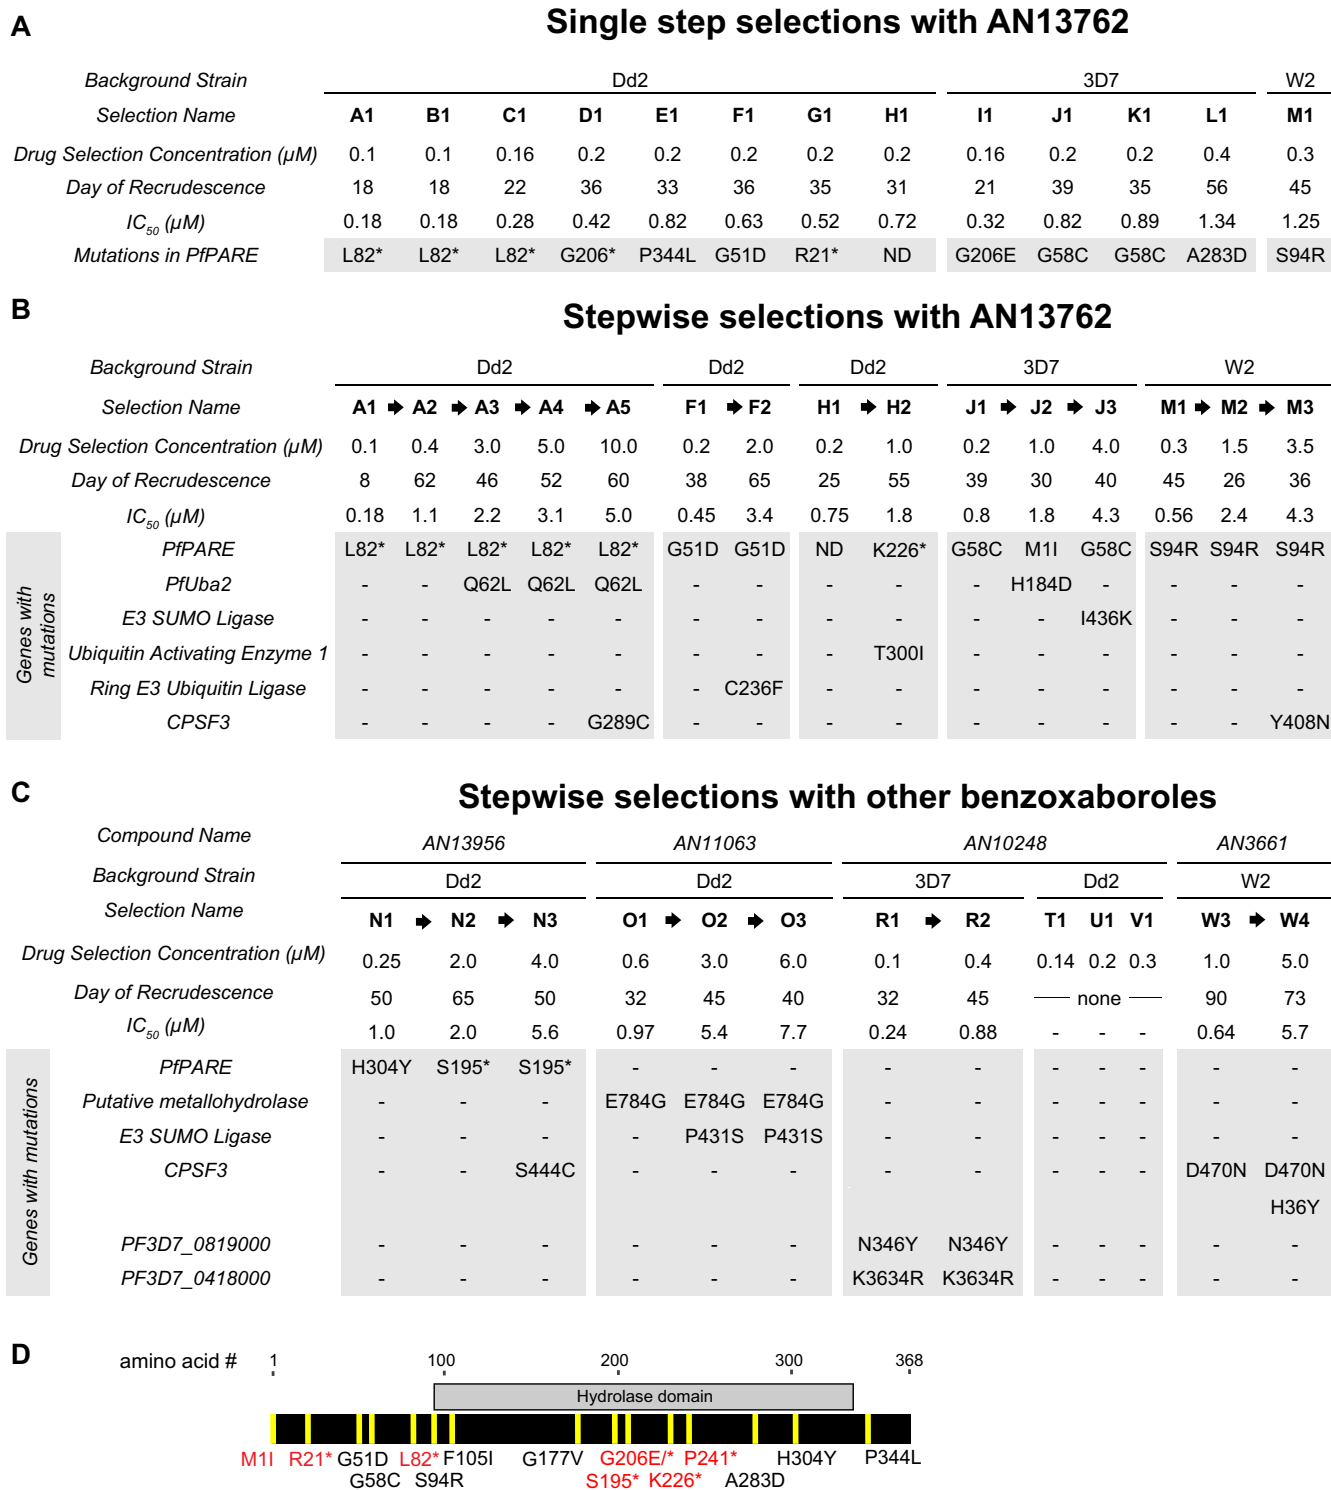 A
Single step selections with AN13762
Background Strain Dd2 3D7 W2
Selection Name A1 B1 C1 D1 E1 F1 G1 H1 I1 J1 K1 L1 M1
Drug Selection Concentration (µM) 0.1 0.1 0.16 0.2 0.2 0.2 0.2 0.2 0.16 0.2 0.2 0.4 0.3
Day of Recrudescence 18 18 22 36 33 36 35 31 21 39 35 56 45
IC50 (µM) 0.18 0.18 0.28 0.42 0.82 0.63 0.52 0.72 0.32 0.82 0.89 1.34 1.25
Mutations in PfPARE L82* L82* L82* G206* P344L G51D R21* ND G206E G58C G58C A283D S94R
B
Stepwise selections with AN13762
Background Strain Dd2 Dd2 Dd2 3D7 W2
Selection Name A1 → A2 → A3 → A4 → A5 F1 → F2 H1 → H2 J1 → J2 → J3 M1 → M2 → M3
Drug Selection Concentration (µM) 0.1 0.4 3.0 5.0 10.0 0.2 2.0 0.2 1.0 0.2 1.0 4.0 0.3 1.5 3.5
Day of Recrudescence 8 62 46 52 60 38 65 25 55 39 30 40 45 26 36
IC50 (µM) 0.18 1.1 2.2 3.1 5.0 0.45 3.4 0.75 1.8 0.8 1.8 4.3 0.56 2.4 4.3
Genes with mutations
PfPARE L82* L82* L82* L82* L82* G51D G51D ND K226* G58C M1I G58C S94R S94R S94R
PfUba2 - - Q62L Q62L Q62L - - - - - H184D - - - -
E3 SUMO Ligase - - - - - - - - - - - I436K - - -
Ubiquitin Activating Enzyme 1 - - - - - - - - T300I - - - - - -
Ring E3 Ubiquitin Ligase - - - - - - C236F - - - - - - - -
CPSF3 - - - - G289C - - - - - - - - - Y408N
C
Stepwise selections with other benzoxaboroles
Compound Name AN13956 AN11063 AN10248 AN3661
Background Strain Dd2 Dd2 3D7 Dd2 W2
Selection Name N1 → N2 → N3 O1 → O2 → O3 R1 → R2 T1 U1 V1 W3 → W4
Drug Selection Concentration (µM) 0.25 2.0 4.0 0.6 3.0 6.0 0.1 0.4 0.14 0.2 0.3 1.0 5.0
Day of Recrudescence 50 65 50 32 45 40 32 45 none 90 73
IC50 (µM) 1.0 2.0 5.6 0.97 5.4 7.7 0.24 0.88 - - - 0.64 5.7
Genes with mutations
PfPARE H304Y S195* S195* - - - - - - - - - -
Putative metallohydrolase - - - E784G E784G E784G - - - - - - -
E3 SUMO Ligase - - - - P431S P431S - - - - - - -
CPSF3 - - S444C - - - - - - - - D470N D470N
H36Y
PF3D7_0819000 - - - - - - N346Y N346Y - - - - -
PF3D7_0418000 - - - - - - K3634R K3634R - - - - -
D
amino acid # 1 100 200 300 368
Hydrolase domain
M1I R21* G51D L82* F105I G177V G206E/* P241* H304Y P344L
G58C S94R S195* K226* A283D